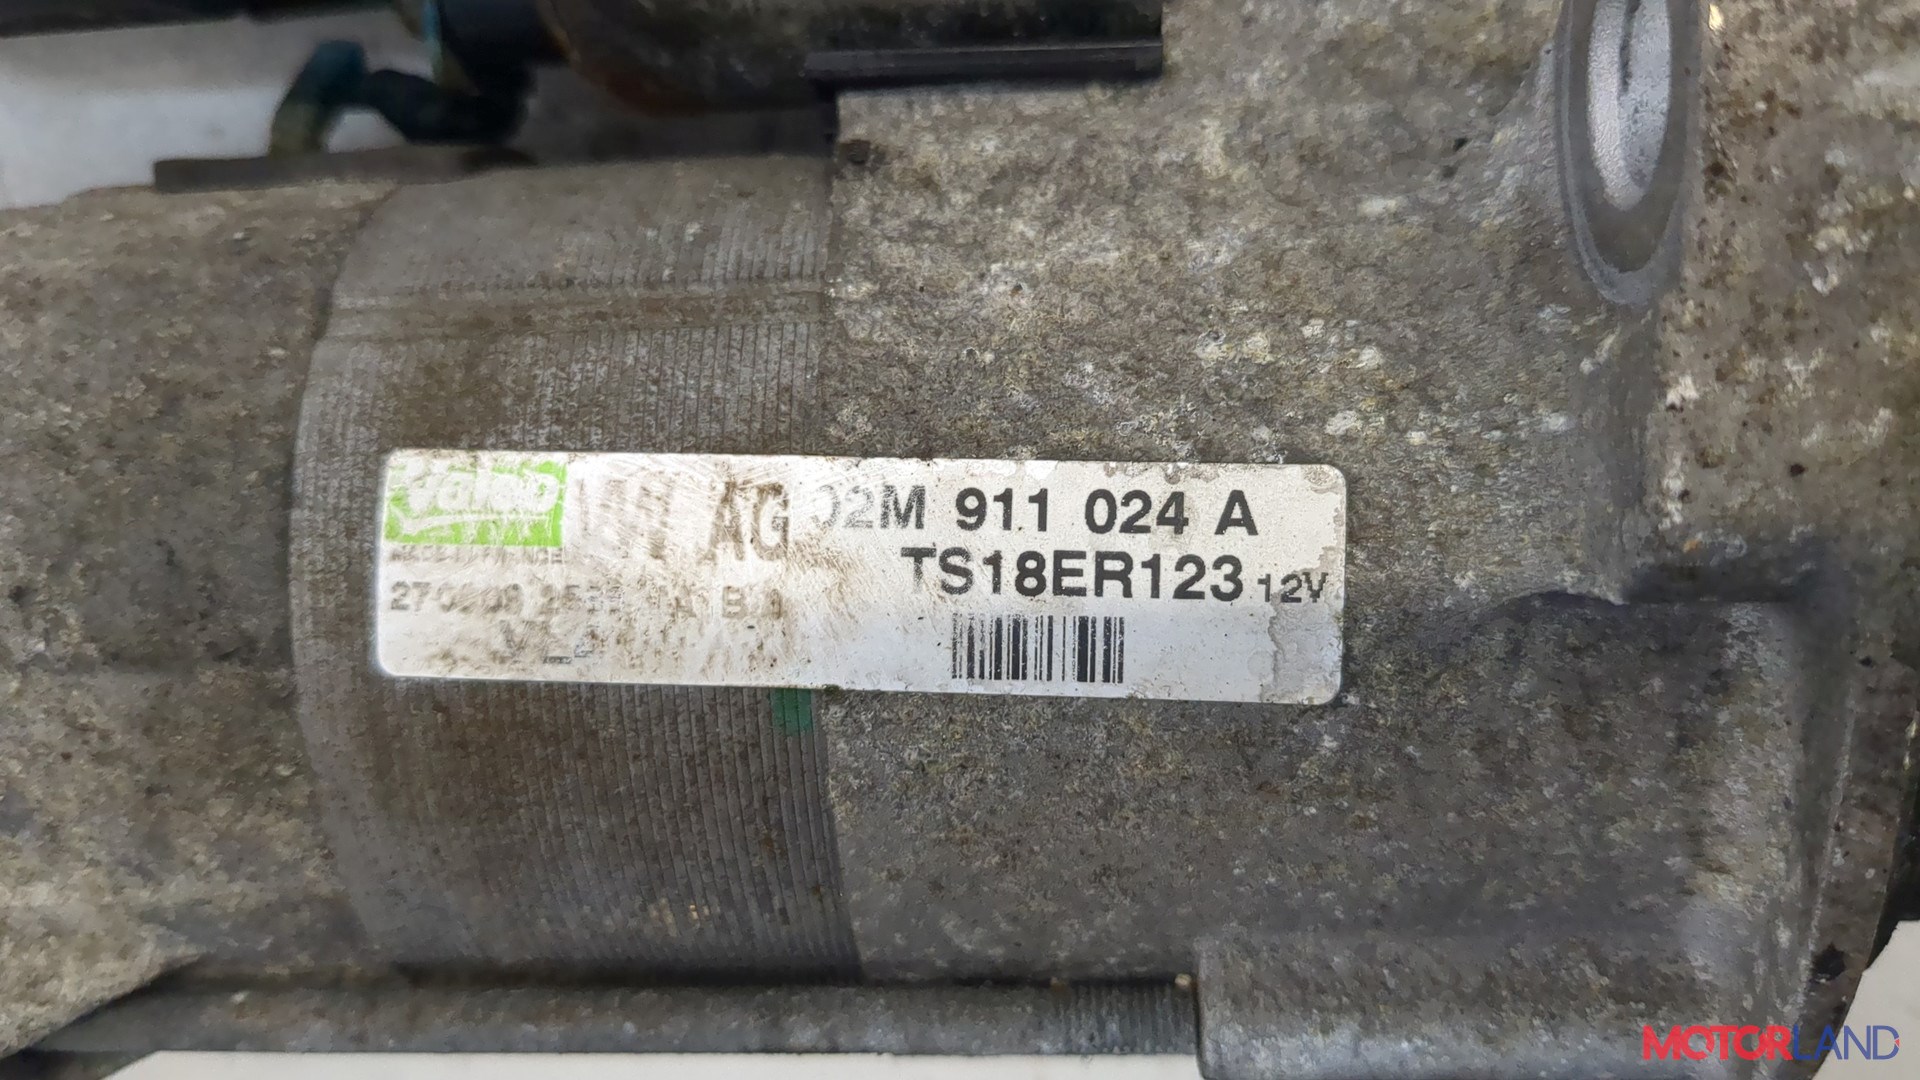 Valeo
VW AG 02M 911 024 A
TS18ER123 12V
MOTORLAND